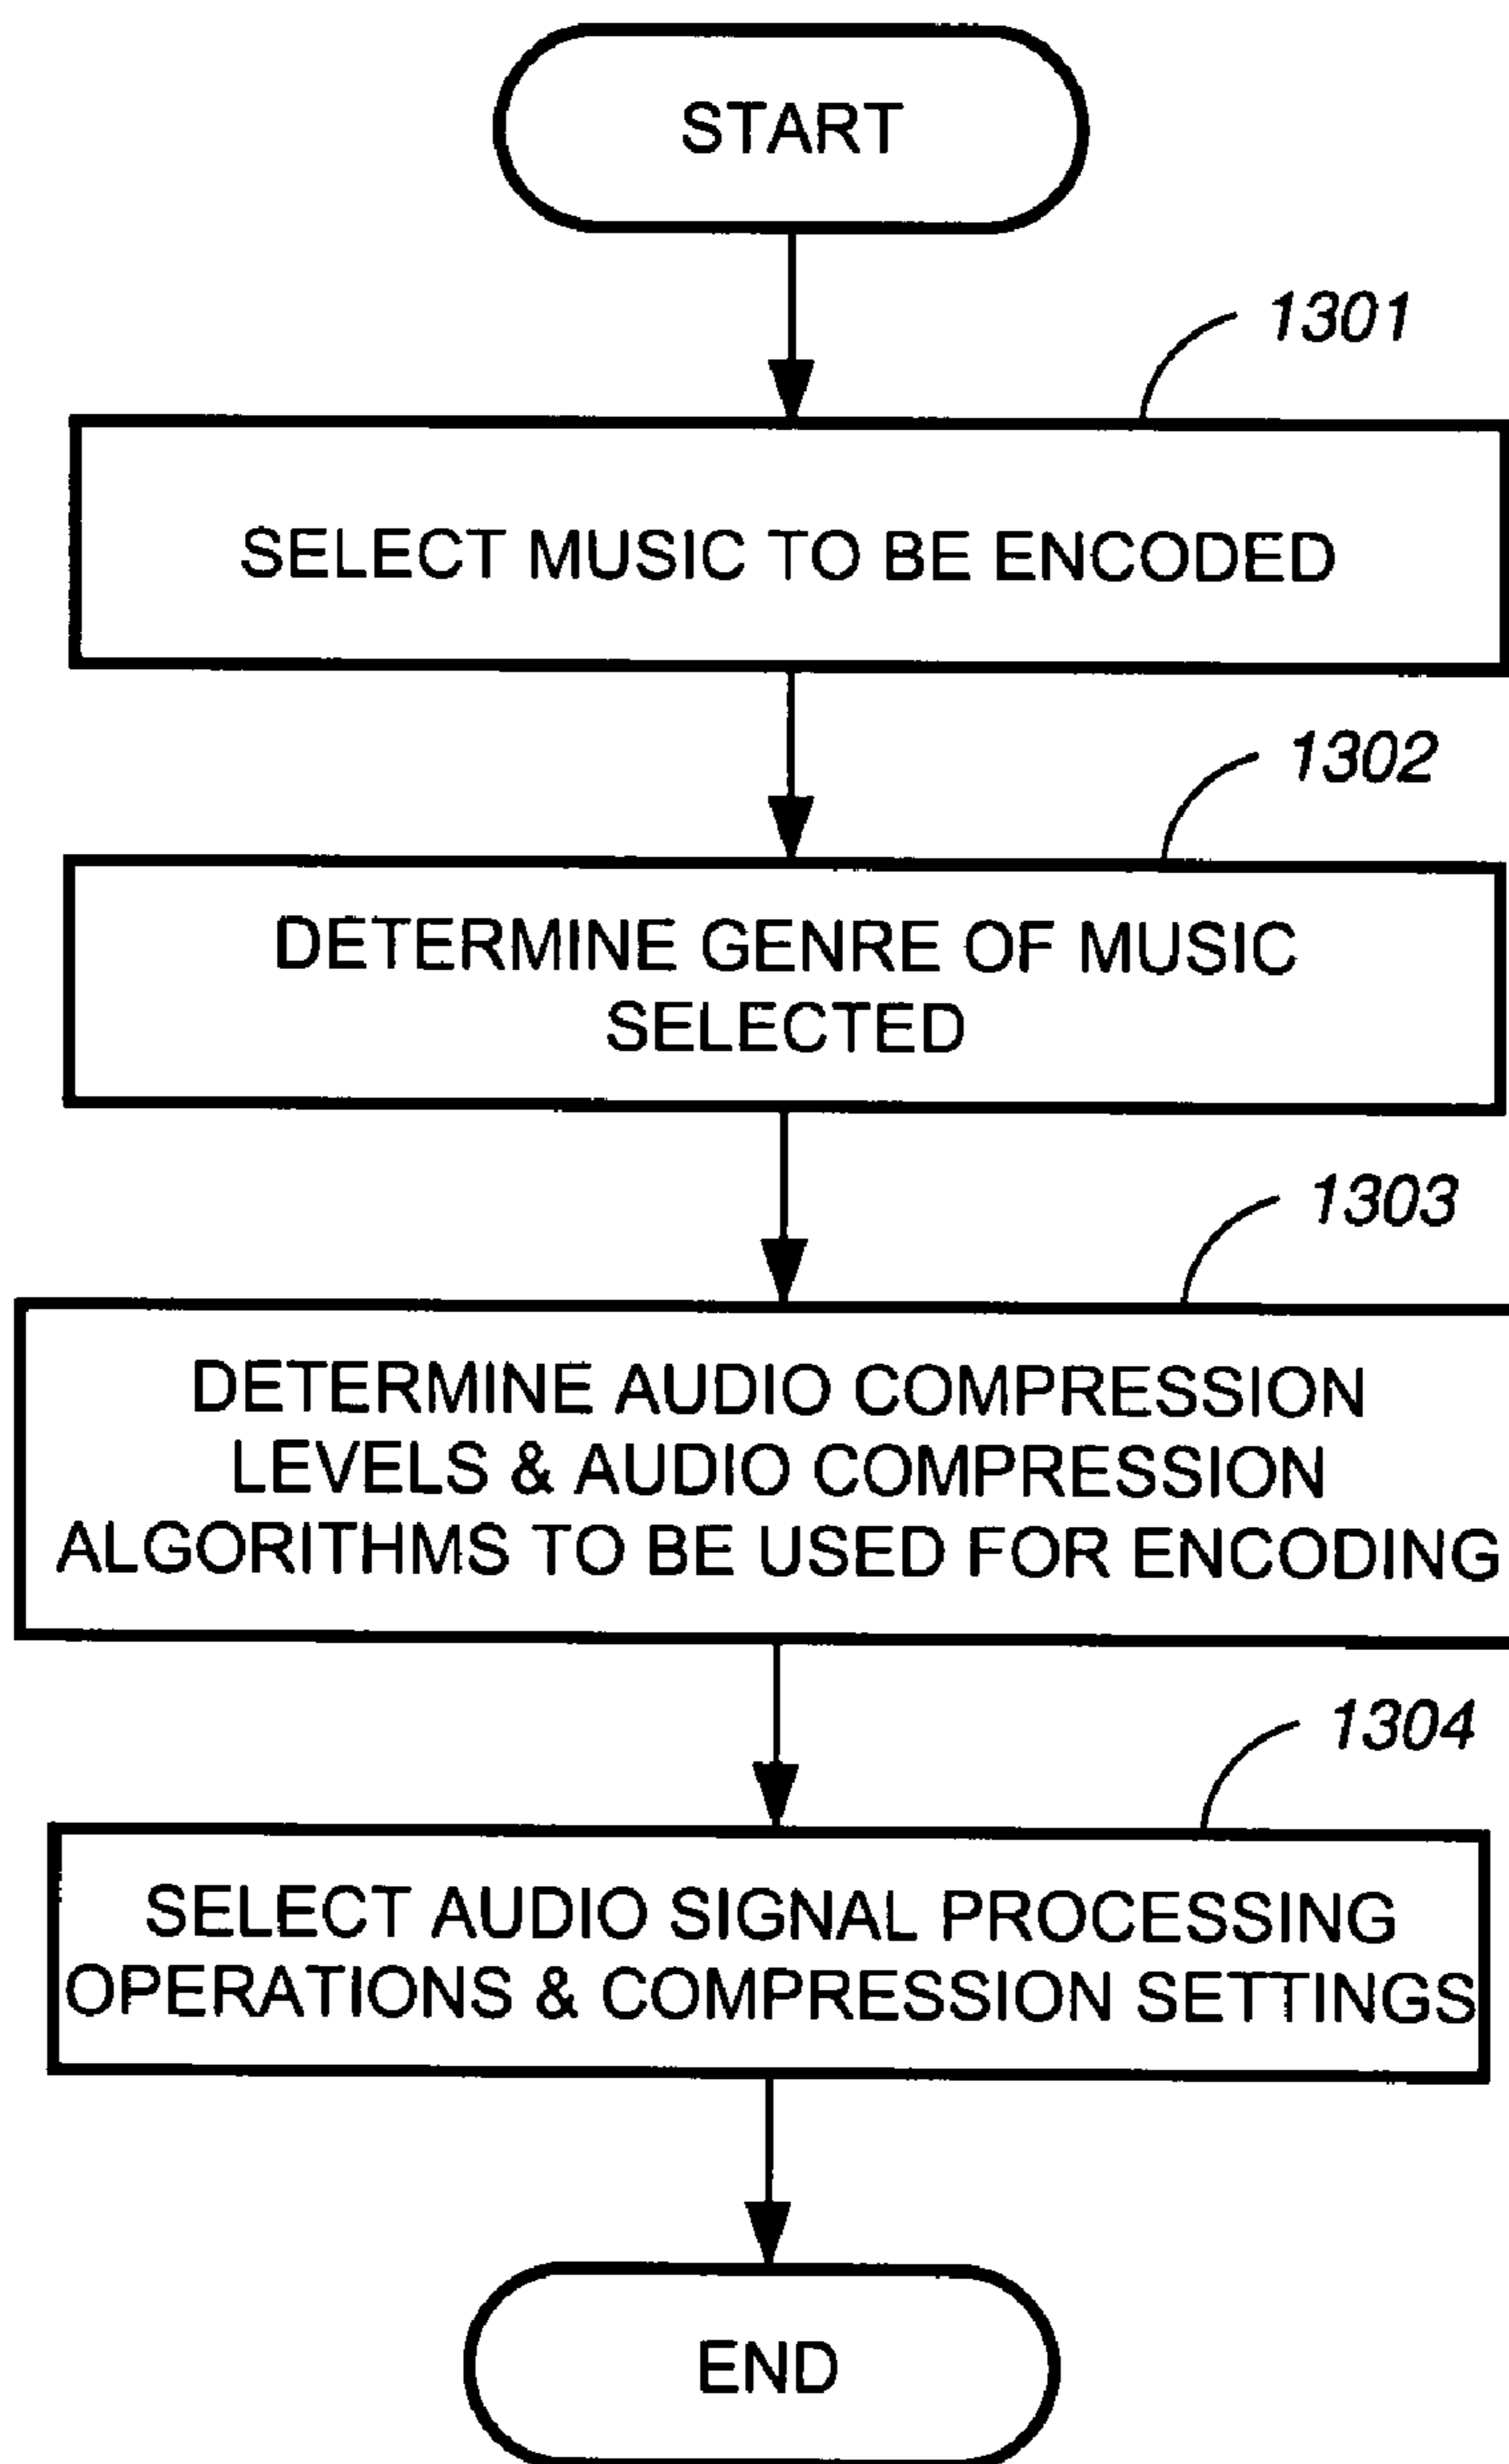 START
1301
SELECT MUSIC TO BE ENCODED
1302
DETERMINE GENRE OF MUSIC
SELECTED
1303
DETERMINE AUDIO COMPRESSION
LEVELS & AUDIO COMPRESSION
ALGORITHMS TO BE USED FOR ENCODING
1304
SELECT AUDIO SIGNAL PROCESSING
OPERATIONS & COMPRESSION SETTINGS
END